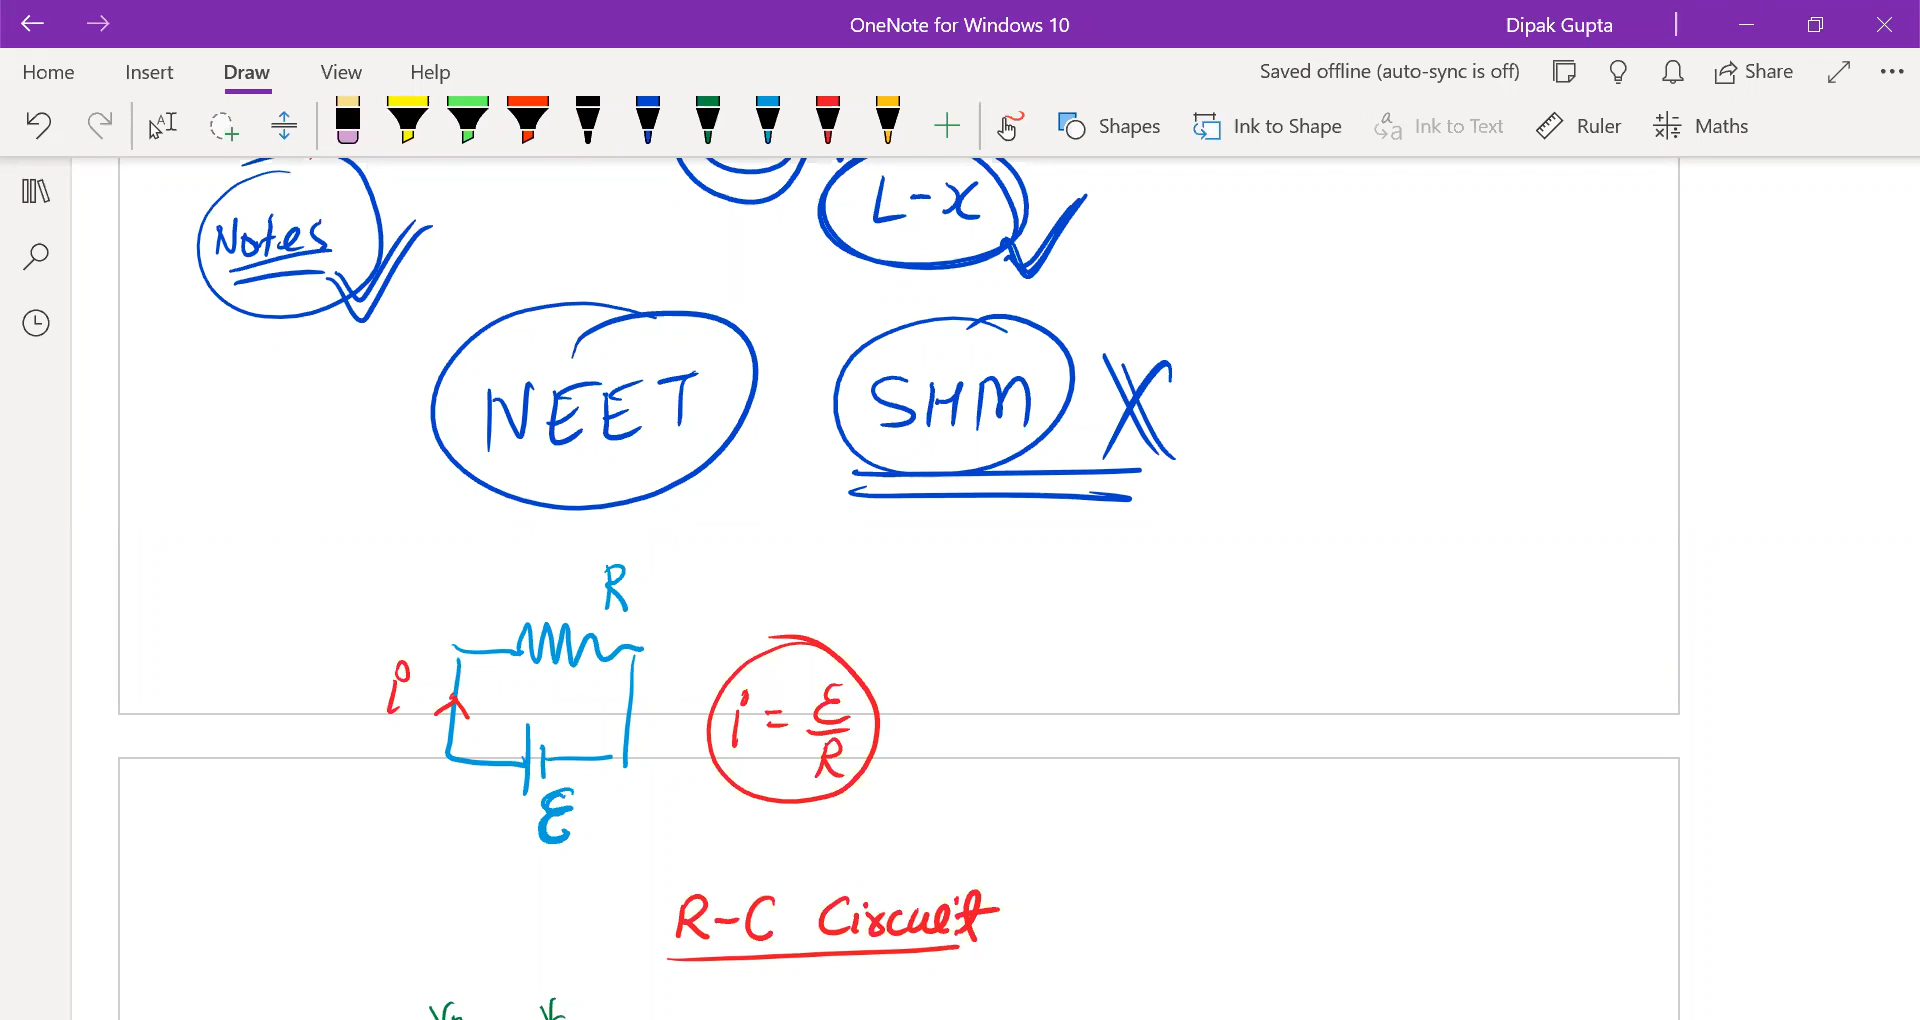 OneNote for Windows 10
Dipak Gupta
Home Insert Draw View Help
Saved offline (auto-sync is off)
Share
Shapes
Ink to Shape
Ink to Text
Ruler
Maths
Notes
L-x
NEET
SHM
R
i
i = ε/R
ε
R-C Circuit